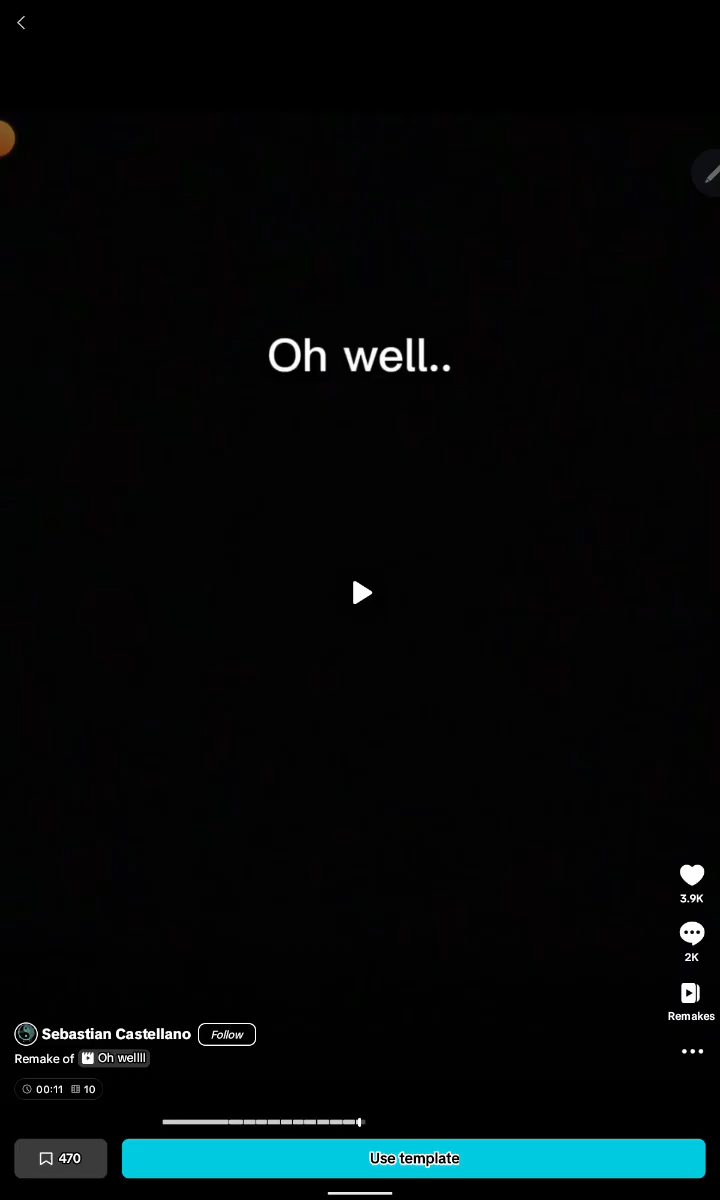 Oh well..
3.9K
2K
Remakes
Sebastian Castellano Follow
Remake of Oh wellll
00:11 10
470 Use template